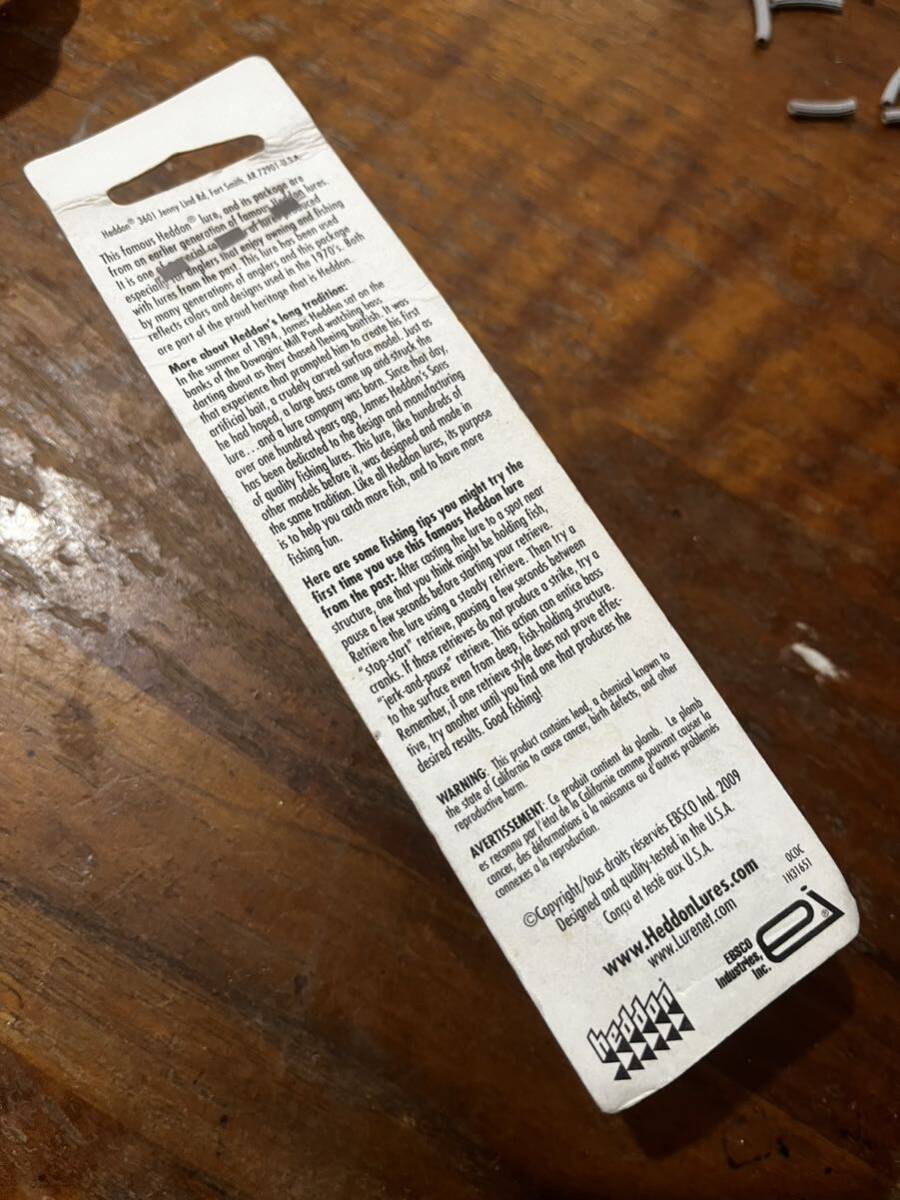 Heddon® 3601 Jenny Lind Rd, Fort Smith, AR 72901 U.S.A.
This famous Heddon® lure, and its package are
from an earlier generation of famous Heddon lures.
It is one of lures produced
especially for anglers that enjoy owning and fishing
with lures from the past. This lure has been used
by many generations of anglers and this package
reflects colors and designs used in the 1970's. Both
are part of the proud heritage that is Heddon.
More about Heddon's long tradition:
In the summer of 1894, James Heddon sat on the
banks of the Dowagiac Mill Pond watching bass
darting about as they chased fleeing baitfish. It was
that experience that prompted him to create his first
artificial bait, a crudely carved surface model. Just as
he had hoped, a large bass came up and struck the
lure...and a lure company was born. Since that day,
over one hundred years ago, James Heddon's Sons
has been dedicated to the design and manufacturing
of quality fishing lures. This lure, like hundreds of
other models before it, was designed and made in
the same tradition. Like all Heddon lures, its purpose
is to help you catch more fish, and to have more
fishing fun.
Here are some fishing tips you might try the
first time you use this famous Heddon lure
from the past: After casting the lure to a spot near
structure, one that you think might be holding fish,
pause a few seconds before starting your retrieve.
Retrieve the lure using a steady retrieve. Then try a
"stop-start" retrieve, pausing a few seconds between
cranks. If those retrieves do not produce a strike, try a
"jerk-and-pause" retrieve. This action can entice bass
to the surface even from deep, fish-holding structure.
Remember, if one retrieve style does not prove effec-
tive, try another until you find one that produces the
desired results. Good fishing!
WARNING: This product contains lead, a chemical known to
the state of California to cause cancer, birth defects, and other
reproductive harm.
AVERTISSEMENT: Ce produit contient du plomb. Le plomb
es reconnu par l'état de la Californie comme pouvant causer la
cancer, des déformations à la naissance ou d'autres problemés
connexes a la reproduction.
©Copyright/tous droits réservés EBSCO Ind. 2009
Designed and quality-tested in the U.S.A.
Conçu et testé aux U.S.A.
www.HeddonLures.com
www.Lurenet.com
OCOC
1H31651
EBSCO
Industries,
Inc.
ei®
heddon